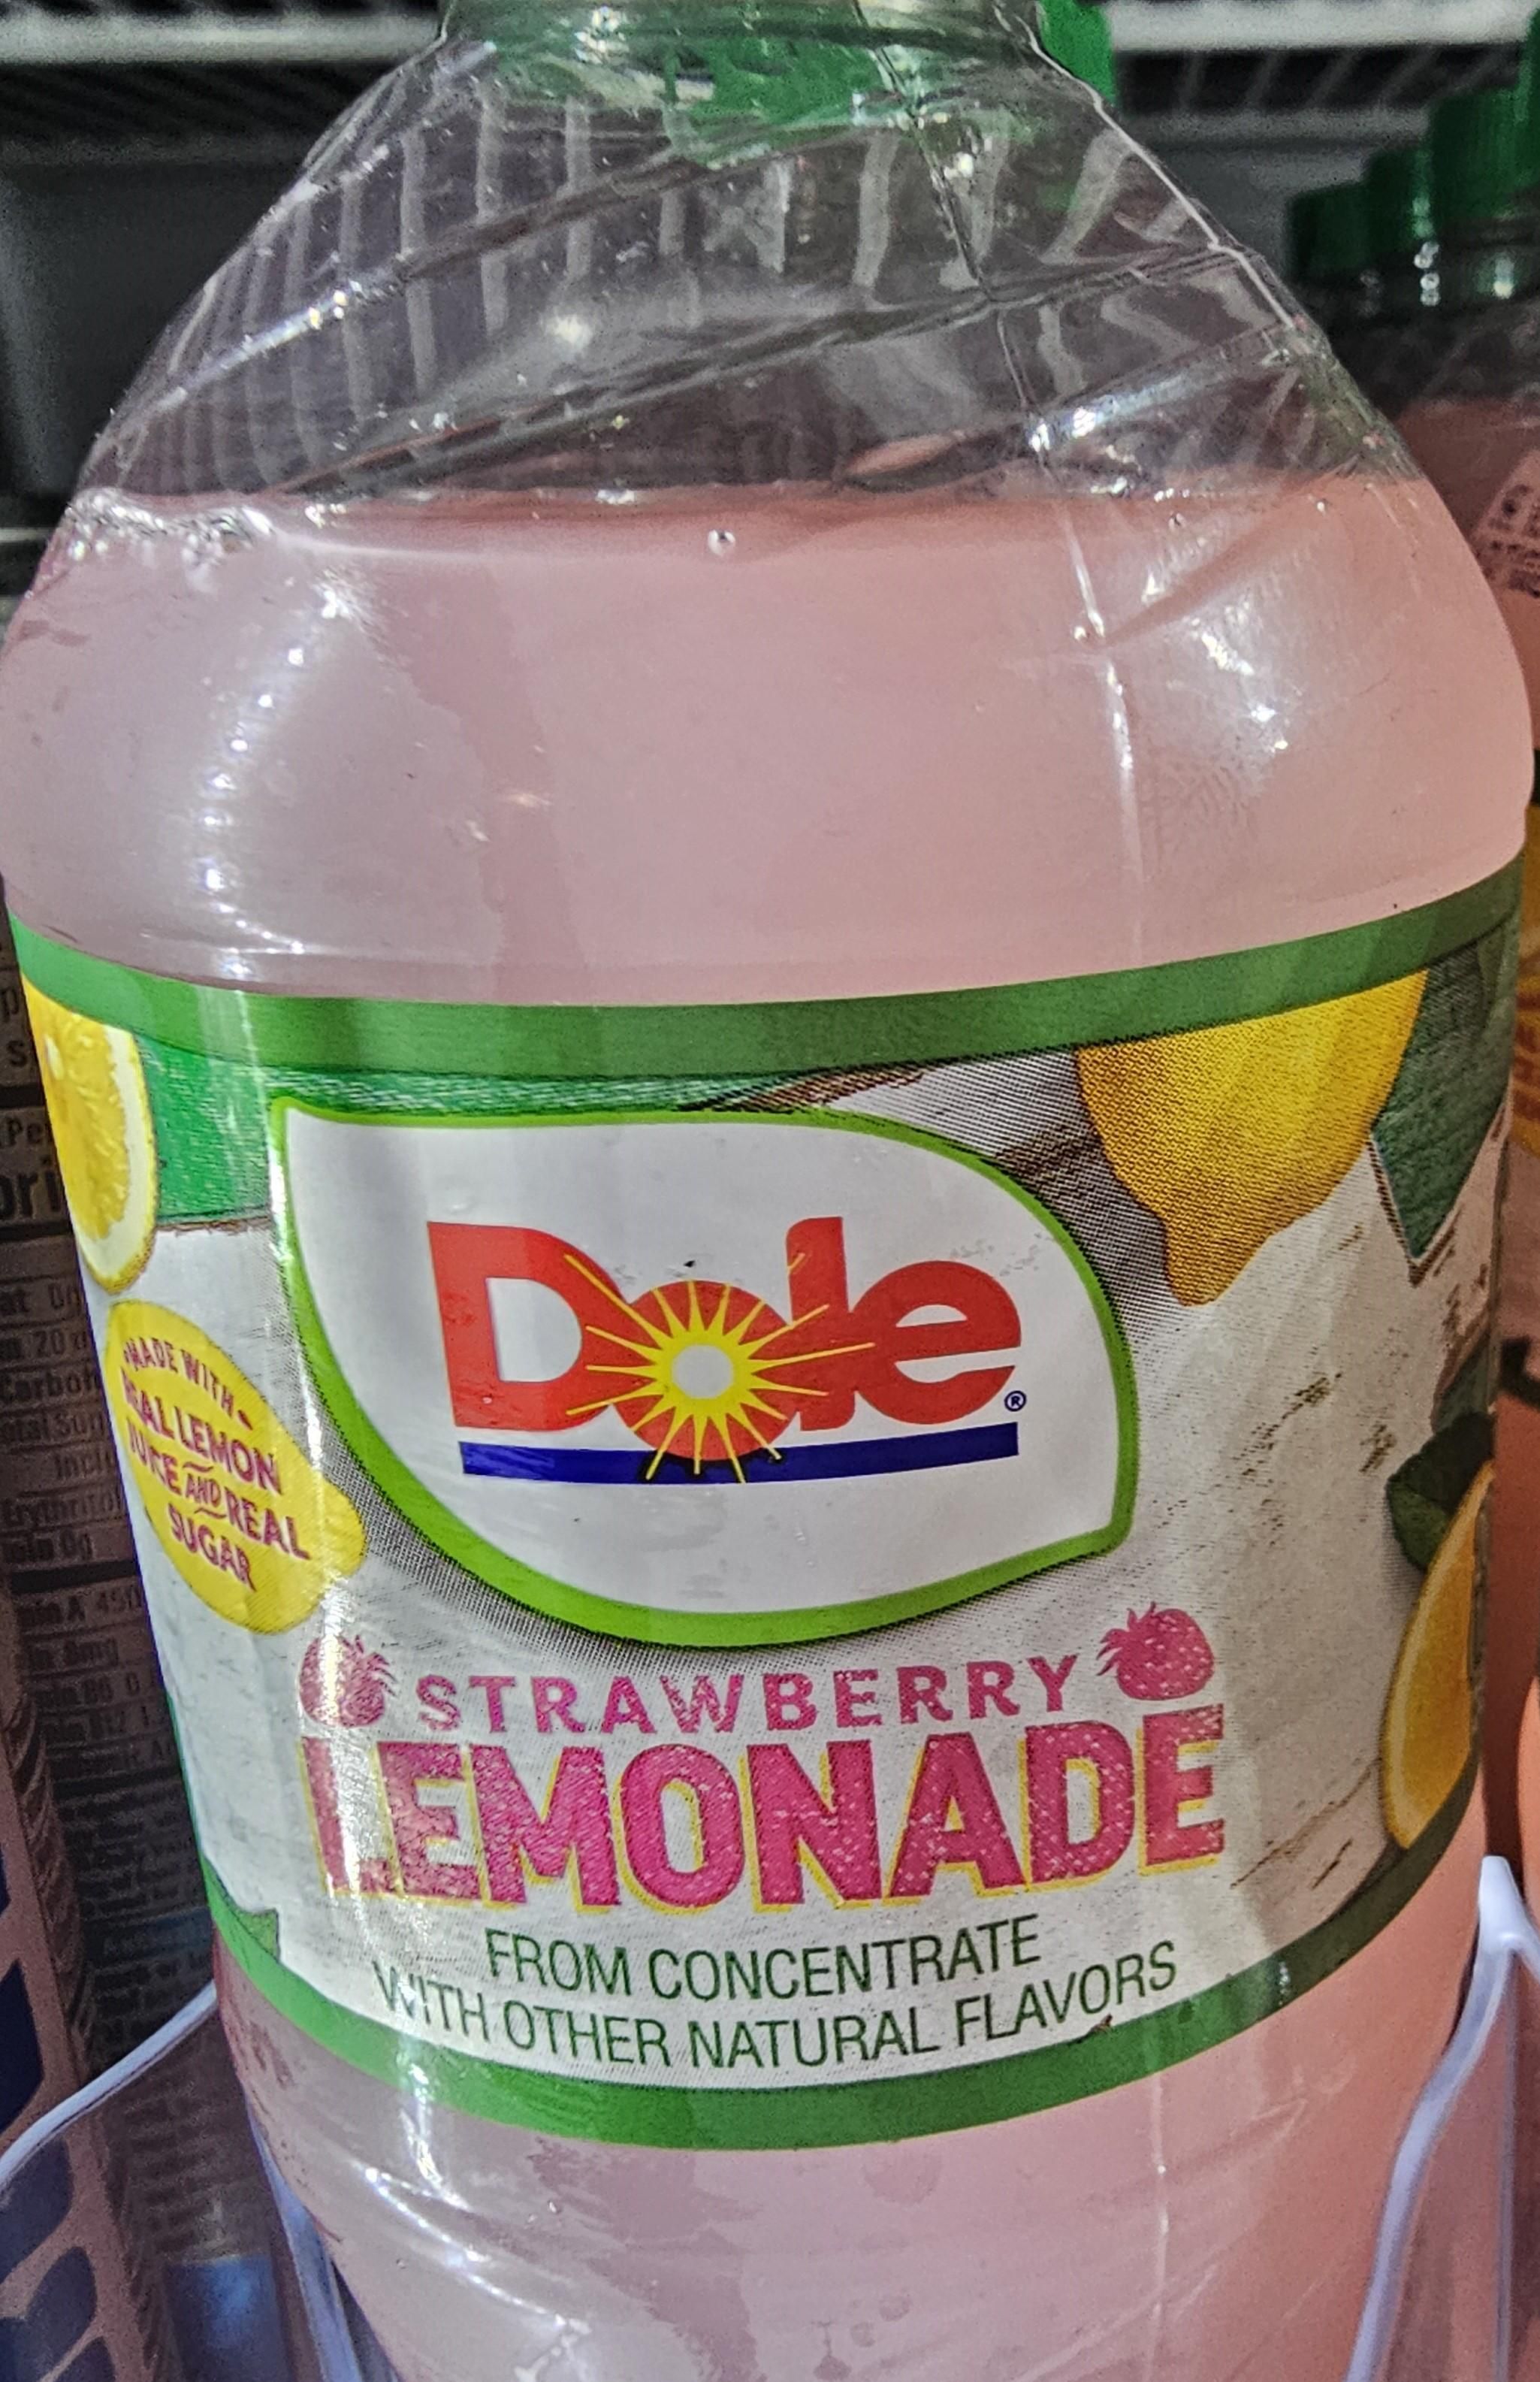 Dole®
MADE WITH
REAL LEMON
JUICE AND REAL
SUGAR
STRAWBERRY
LEMONADE
FROM CONCENTRATE
WITH OTHER NATURAL FLAVORS